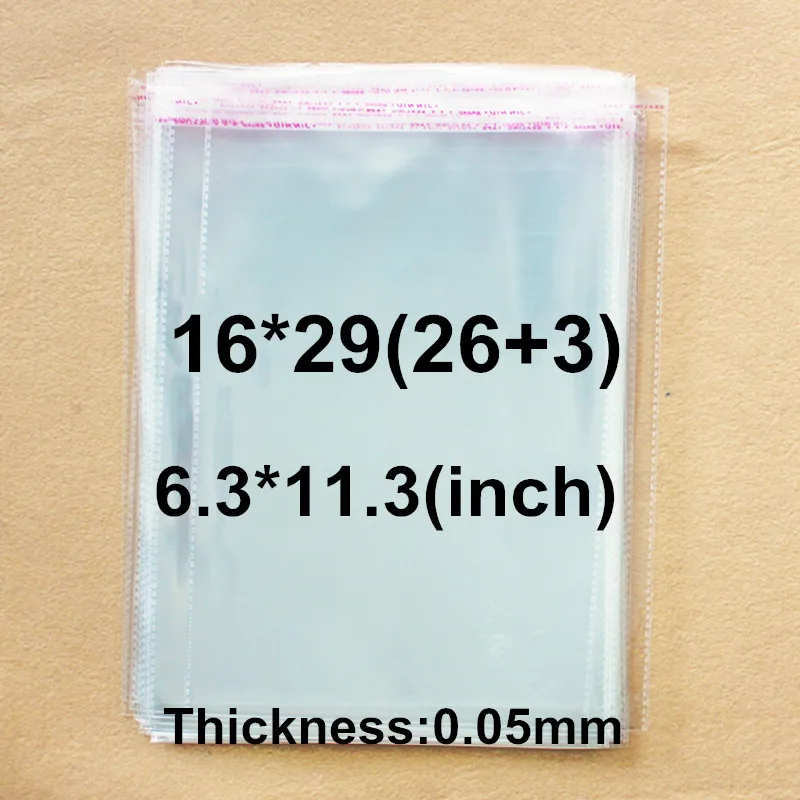 16*29(26+3)
6.3*11.3(inch)
Thickness:0.05mm